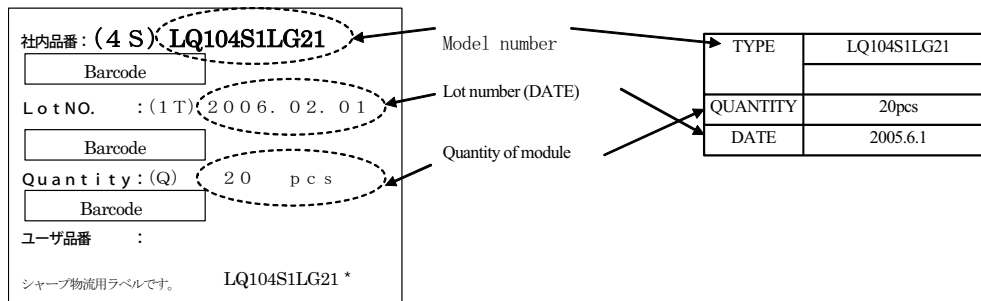 社内品番：(４Ｓ) LQ104S1LG21
Barcode
ＬｏｔNO. ：(１Ｔ) ２００６．０２．０１
Barcode
Ｑｕａｎｔｉｔｙ：(Ｑ) ２０ ｐｃｓ
Barcode
ユーザ品番 ：
シャープ物流用ラベルです。 LQ104S1LG21 *
Model number
Lot number (DATE)
Quantity of module
TYPE LQ104S1LG21
QUANTITY 20pcs
DATE 2005.6.1